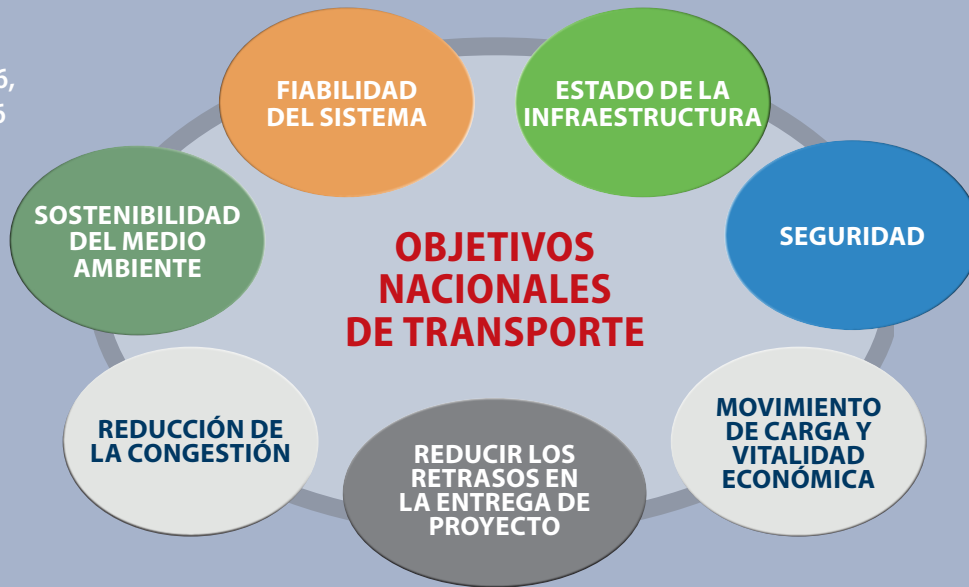 6,
FIABILIDAD
DEL SISTEMA
ESTADO DE LA
INFRAESTRUCTURA
SOSTENIBILIDAD
DEL MEDIO
AMBIENTE
OBJETIVOS
NACIONALES
DE TRANSPORTE
SEGURIDAD
REDUCCIÓN DE
LA CONGESTIÓN
REDUCIR LOS
RETRASOS EN
LA ENTREGA DE
PROYECTO
MOVIMIENTO
DE CARGA Y
VITALIDAD
ECONÓMICA